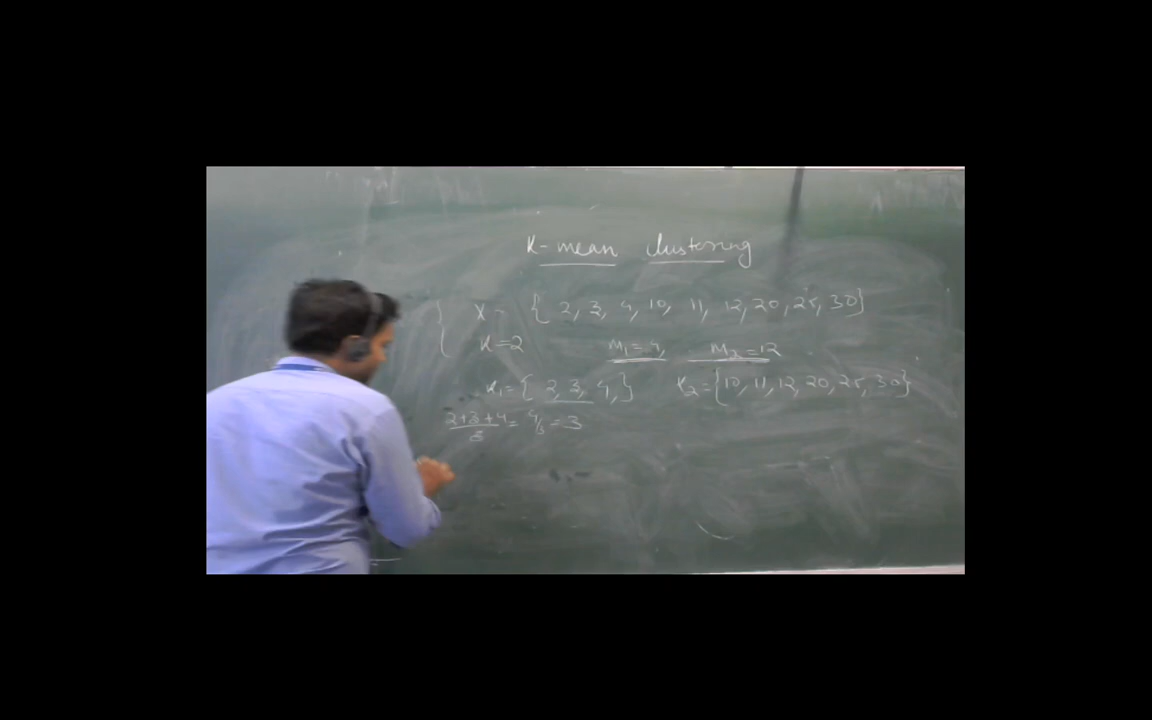 K-mean clustering
X = { 2, 3, 4, 10, 11, 12, 20, 25, 30}
K=2 M1=4, M2=12
K1={ 2, 3, 4, } K2={10, 11, 12, 20, 25, 30}
2+3+4/3 = 9/3 = 3